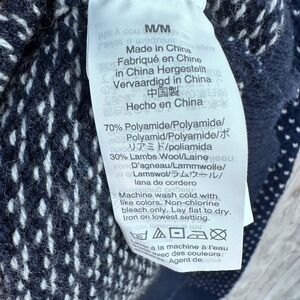 M/M
Made in China
Fabriqué en Chine
in China Hergestellt
Vervaardigd in China
中国製
Hecho en China
70% Polyamide/Polyamide/
Polyamid/Polyamide/ポ
リアミド/poliamida
30% Lambs Wool/Laine
D'agneau/Lammwolle/
Lamswol/ラムウール/
lana de cordero
Machine wash cold with
like colors. Non-chlorine
bleach only. Lay flat to dry.
Iron on lowest setting.
à la machine à l'eau
avec des couleurs
Agent de